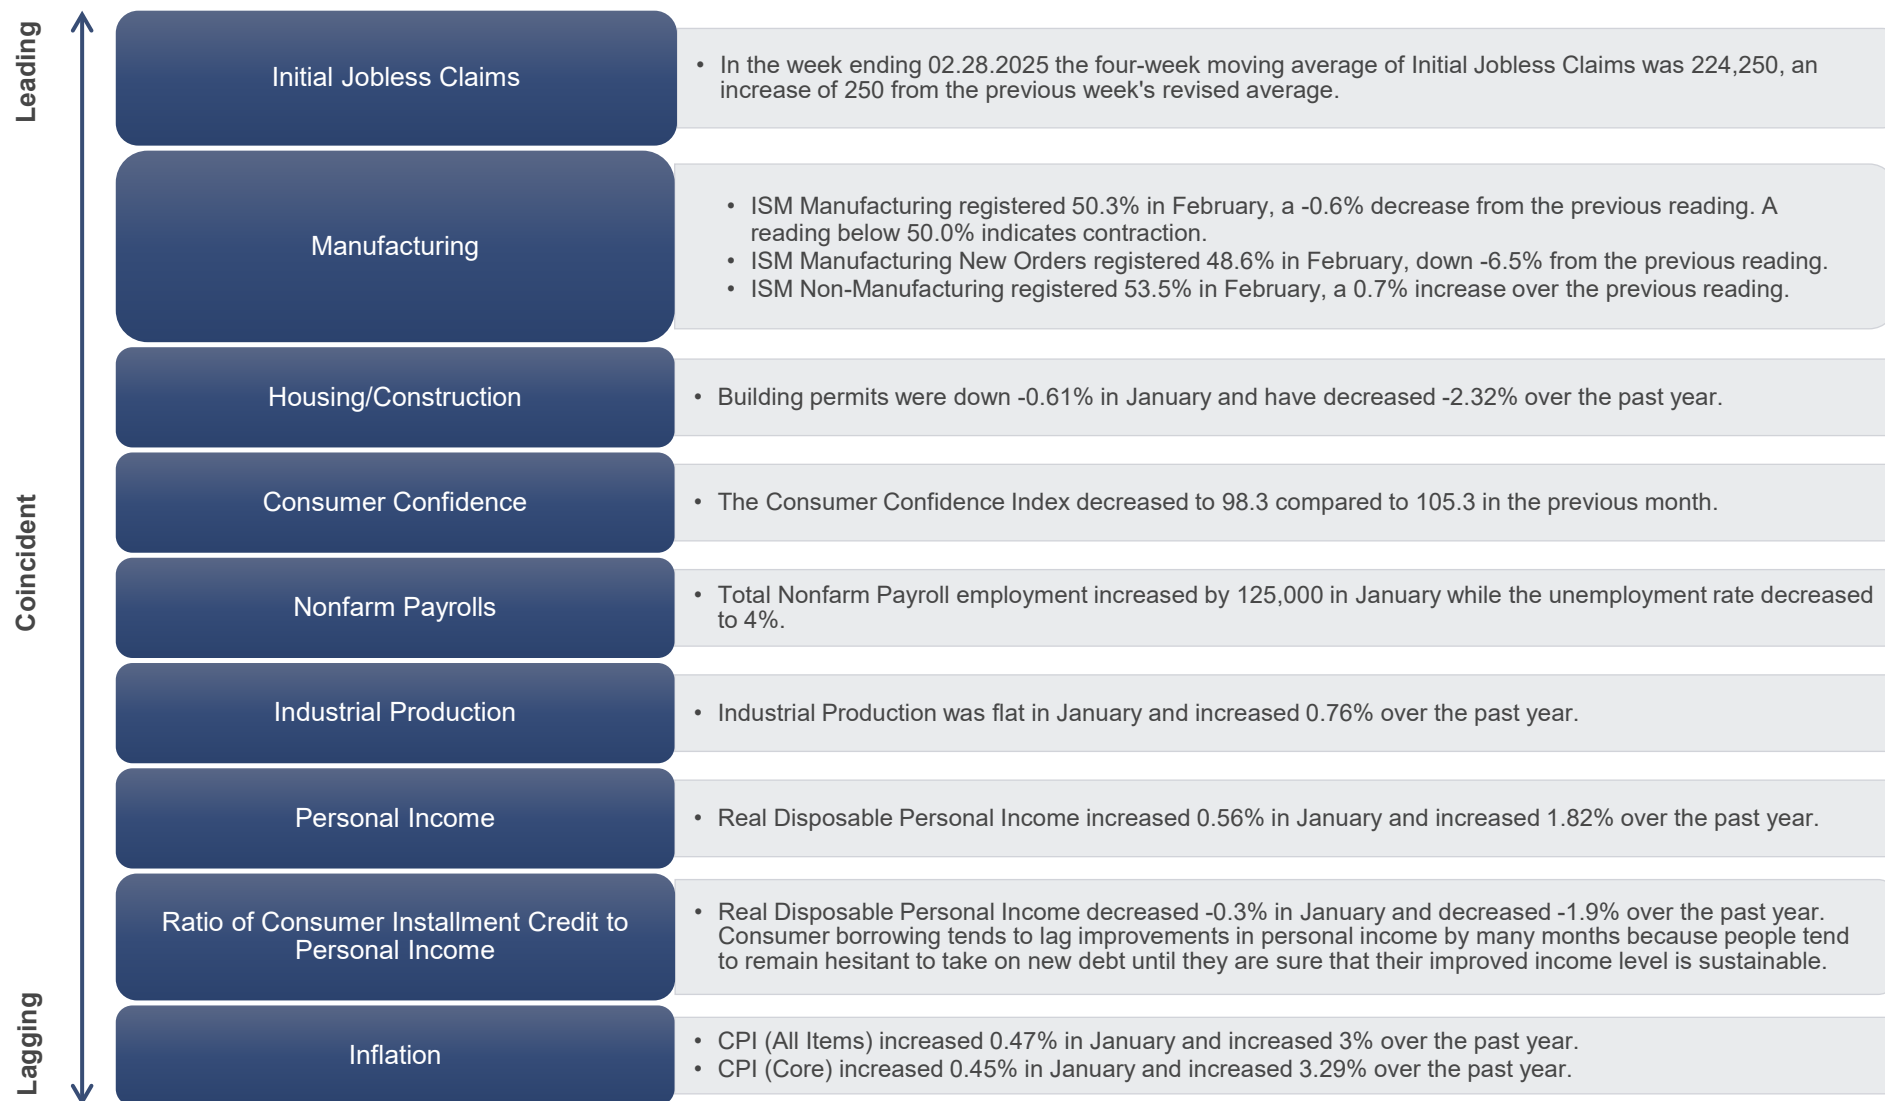 Leading
Initial Jobless Claims
• In the week ending 02.28.2025 the four-week moving average of Initial Jobless Claims was 224,250, an
increase of 250 from the previous week's revised average.
Manufacturing
• ISM Manufacturing registered 50.3% in February, a -0.6% decrease from the previous reading. A
reading below 50.0% indicates contraction.
• ISM Manufacturing New Orders registered 48.6% in February, down -6.5% from the previous reading.
• ISM Non-Manufacturing registered 53.5% in February, a 0.7% increase over the previous reading.
Housing/Construction
• Building permits were down -0.61% in January and have decreased -2.32% over the past year.
Coincident
Consumer Confidence
• The Consumer Confidence Index decreased to 98.3 compared to 105.3 in the previous month.
Nonfarm Payrolls
• Total Nonfarm Payroll employment increased by 125,000 in January while the unemployment rate decreased
to 4%.
Industrial Production
• Industrial Production was flat in January and increased 0.76% over the past year.
Personal Income
• Real Disposable Personal Income increased 0.56% in January and increased 1.82% over the past year.
Ratio of Consumer Installment Credit to
Personal Income
• Real Disposable Personal Income decreased -0.3% in January and decreased -1.9% over the past year.
Consumer borrowing tends to lag improvements in personal income by many months because people tend
to remain hesitant to take on new debt until they are sure that their improved income level is sustainable.
Lagging
Inflation
• CPI (All Items) increased 0.47% in January and increased 3% over the past year.
• CPI (Core) increased 0.45% in January and increased 3.29% over the past year.